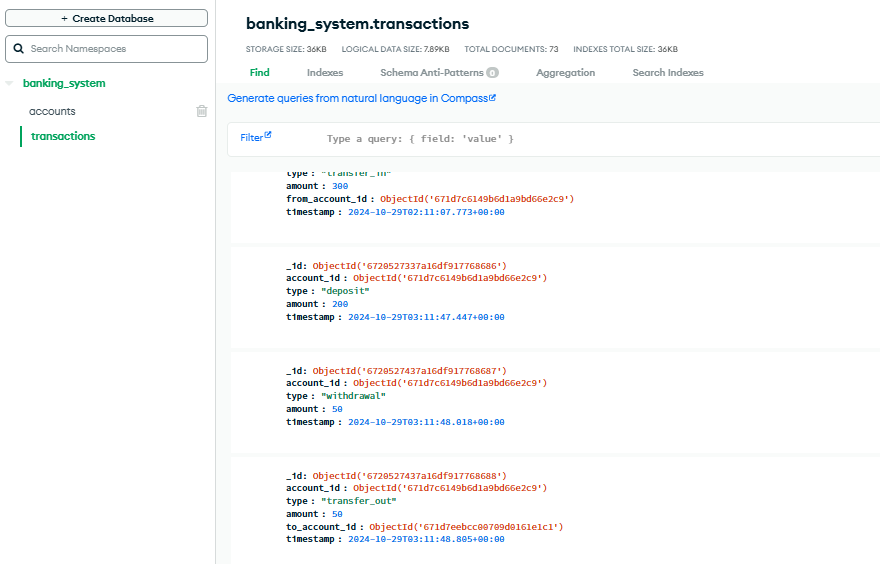 + Create Database
Search Namespaces
banking_system
accounts
transactions
banking_system.transactions
STORAGE SIZE: 36KB LOGICAL DATA SIZE: 7.89KB TOTAL DOCUMENTS: 73 INDEXES TOTAL SIZE: 36KB
Find Indexes Schema Anti-Patterns 0 Aggregation Search Indexes
Generate queries from natural language in Compass
Filter Type a query: { field: 'value' }
type : "transfer_in"
amount : 300
from_account_id : ObjectId('671d7c6149b6d1a9bd66e2c9')
timestamp : 2024-10-29T02:11:07.773+00:00
_id: ObjectId('6720527337a16df917768686')
account_id : ObjectId('671d7c6149b6d1a9bd66e2c9')
type : "deposit"
amount : 200
timestamp : 2024-10-29T03:11:47.447+00:00
_id: ObjectId('6720527437a16df917768687')
account_id : ObjectId('671d7c6149b6d1a9bd66e2c9')
type : "withdrawal"
amount : 50
timestamp : 2024-10-29T03:11:48.018+00:00
_id: ObjectId('6720527437a16df917768688')
account_id : ObjectId('671d7c6149b6d1a9bd66e2c9')
type : "transfer_out"
amount : 50
to_account_id : ObjectId('671d7eebcc00709d0161e1c1')
timestamp : 2024-10-29T03:11:48.805+00:00